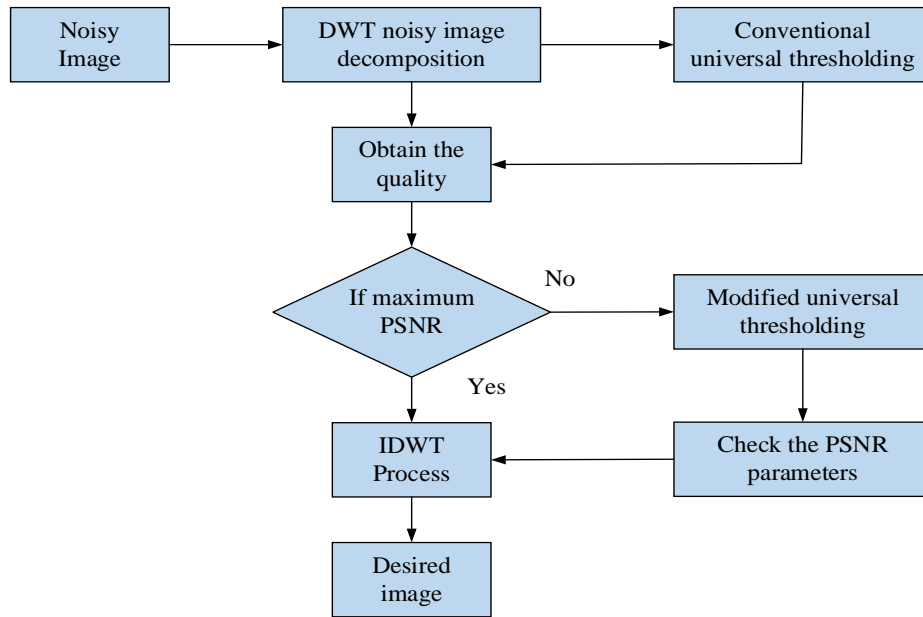 Noisy
Image
DWT noisy image
decomposition
Conventional
universal thresholding
Obtain the
quality
If maximum
PSNR
No
Modified universal
thresholding
Yes
IDWT
Process
Check the PSNR
parameters
Desired
image